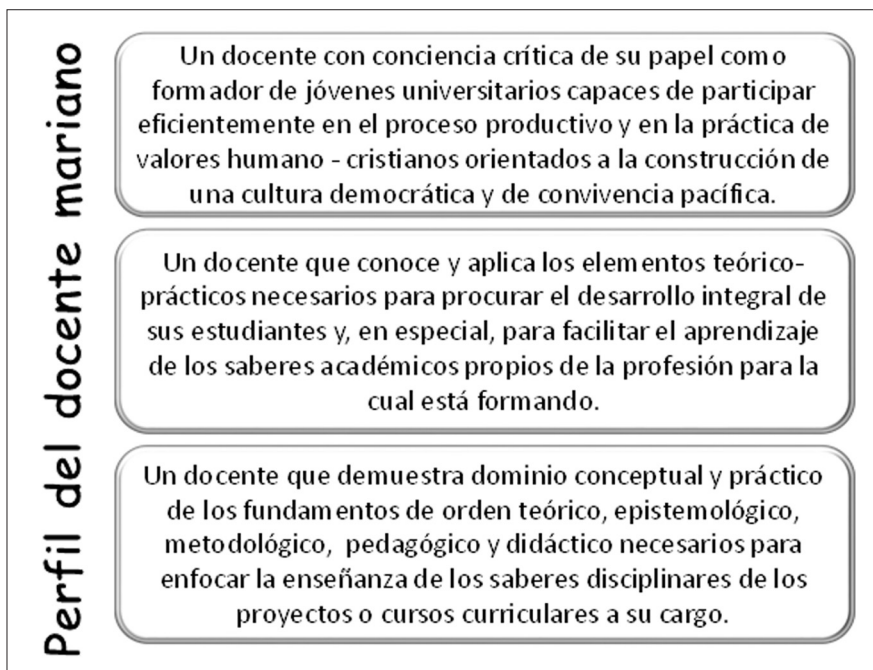 Perfil del docente mariano
Un docente con conciencia crítica de su papel como
formador de jóvenes universitarios capaces de participar
eficientemente en el proceso productivo y en la práctica de
valores humano - cristianos orientados a la construcción de
una cultura democrática y de convivencia pacífica.
Un docente que conoce y aplica los elementos teórico-
prácticos necesarios para procurar el desarrollo integral de
sus estudiantes y, en especial, para facilitar el aprendizaje
de los saberes académicos propios de la profesión para la
cual está formando.
Un docente que demuestra dominio conceptual y práctico
de los fundamentos de orden teórico, epistemológico,
metodológico, pedagógico y didáctico necesarios para
enfocar la enseñanza de los saberes disciplinares de los
proyectos o cursos curriculares a su cargo.